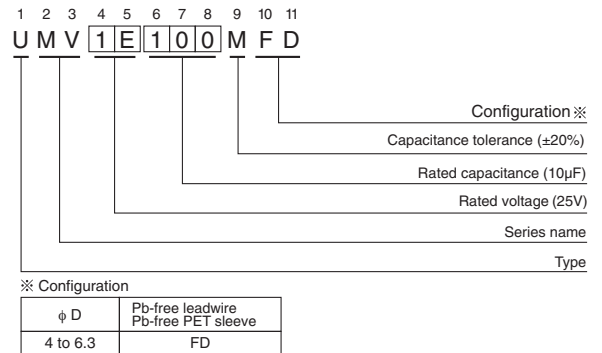 1 2 3 4 5 6 7 8 9 10 11
U M V 1 E 1 0 0 M F D
Configuration※
Capacitance tolerance (±20%)
Rated capacitance (10µF)
Rated voltage (25V)
Series name
Type
※ Configuration
ϕ D
Pb-free leadwire
Pb-free PET sleeve
4 to 6.3
FD